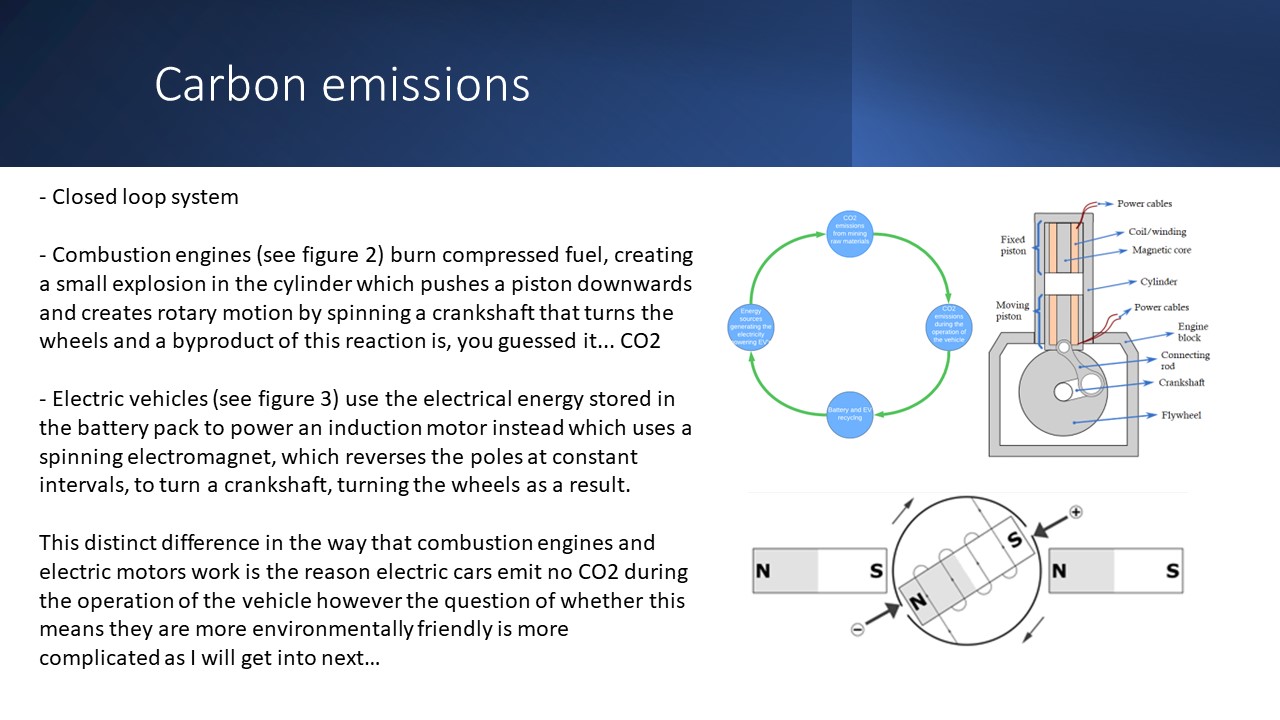 Carbon emissions
- Closed loop system
- Combustion engines (see figure 2) burn compressed fuel, creating
a small explosion in the cylinder which pushes a piston downwards
and creates rotary motion by spinning a crankshaft that turns the
wheels and a byproduct of this reaction is, you guessed it... CO2
- Electric vehicles (see figure 3) use the electrical energy stored in
the battery pack to power an induction motor instead which uses a
spinning electromagnet, which reverses the poles at constant
intervals, to turn a crankshaft, turning the wheels as a result.
This distinct difference in the way that combustion engines and
electric motors work is the reason electric cars emit no CO2 during
the operation of the vehicle however the question of whether this
means they are more environmentally friendly is more
complicated as I will get into next...
CO2
emissions
from mining
raw materials
CO2
emissions
during the
operation of
the vehicle
Battery and EV
recycling
Energy
sources
generating the
electricity
powering EV's
Power cables
Fixed
piston
Coil/winding
Magnetic core
Cylinder
Moving
piston
Power cables
Engine
block
Connecting
rod
Crankshaft
Flywheel
N S
N S
N S
+
−